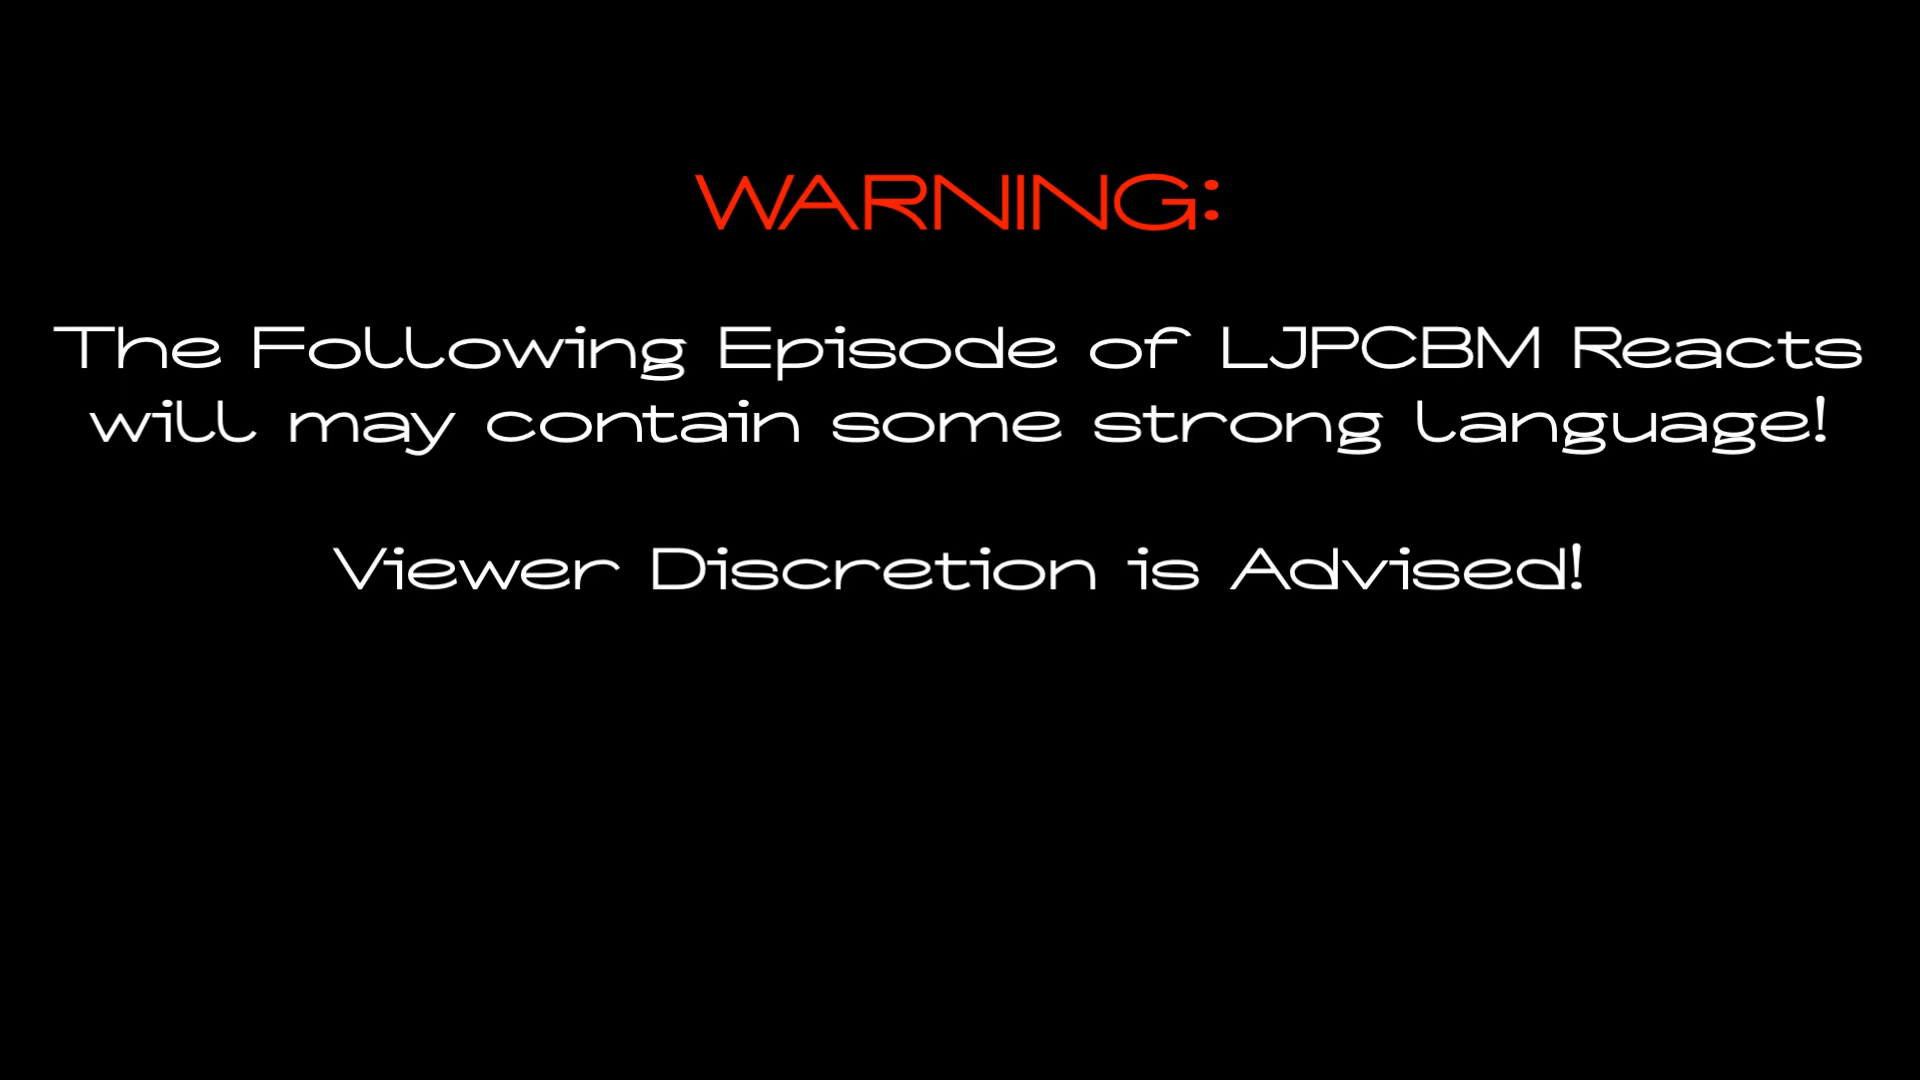 WARNING:
The Following Episode of LJPCBM Reacts
will may contain some strong language!
Viewer Discretion is Advised!